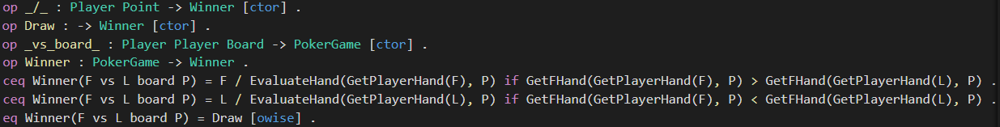 op _/_ : Player Point -> Winner [ctor] .
op Draw : -> Winner [ctor] .
op _vs_board_ : Player Player Board -> PokerGame [ctor] .
op Winner : PokerGame -> Winner .
ceq Winner(F vs L board P) = F / EvaluateHand(GetPlayerHand(F), P) if GetFHand(GetPlayerHand(F), P) > GetFHand(GetPlayerHand(L), P) .
ceq Winner(F vs L board P) = L / EvaluateHand(GetPlayerHand(L), P) if GetFHand(GetPlayerHand(F), P) < GetFHand(GetPlayerHand(L), P) .
eq Winner(F vs L board P) = Draw [owise] .